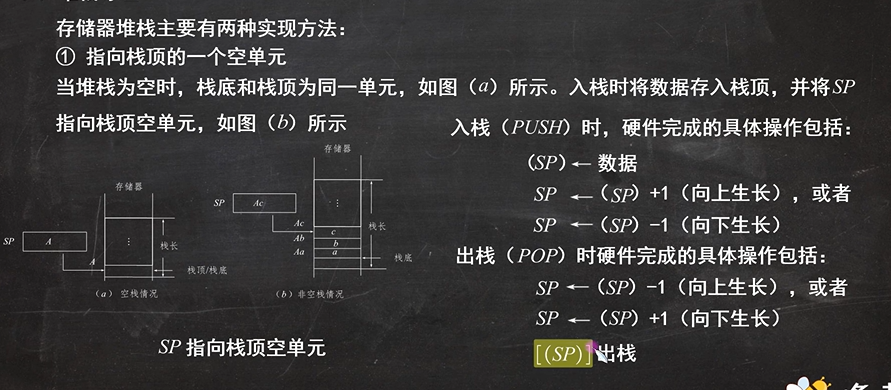 存储器堆栈主要有两种实现方法：
① 指向栈顶的一个空单元
当堆栈为空时，栈底和栈顶为同一单元，如图（a）所示。入栈时将数据存入栈顶，并将SP
指向栈顶空单元，如图（b）所示
存储器
SP
A
⋮
栈长
A
栈顶/栈底
（a）空栈情况
存储器
SP
Ac
⋮
栈长
Ac
c
Ab
b
Aa
a
栈底
（b）非空栈情况
SP 指向栈顶空单元
入栈（PUSH）时，硬件完成的具体操作包括：
（SP）← 数据
SP ←（SP）+1（向上生长），或者
SP ←（SP）−1（向下生长）
出栈（POP）时硬件完成的具体操作包括：
SP ←（SP）−1（向上生长），或者
SP ←（SP）+1（向下生长）
[(SP)]出栈